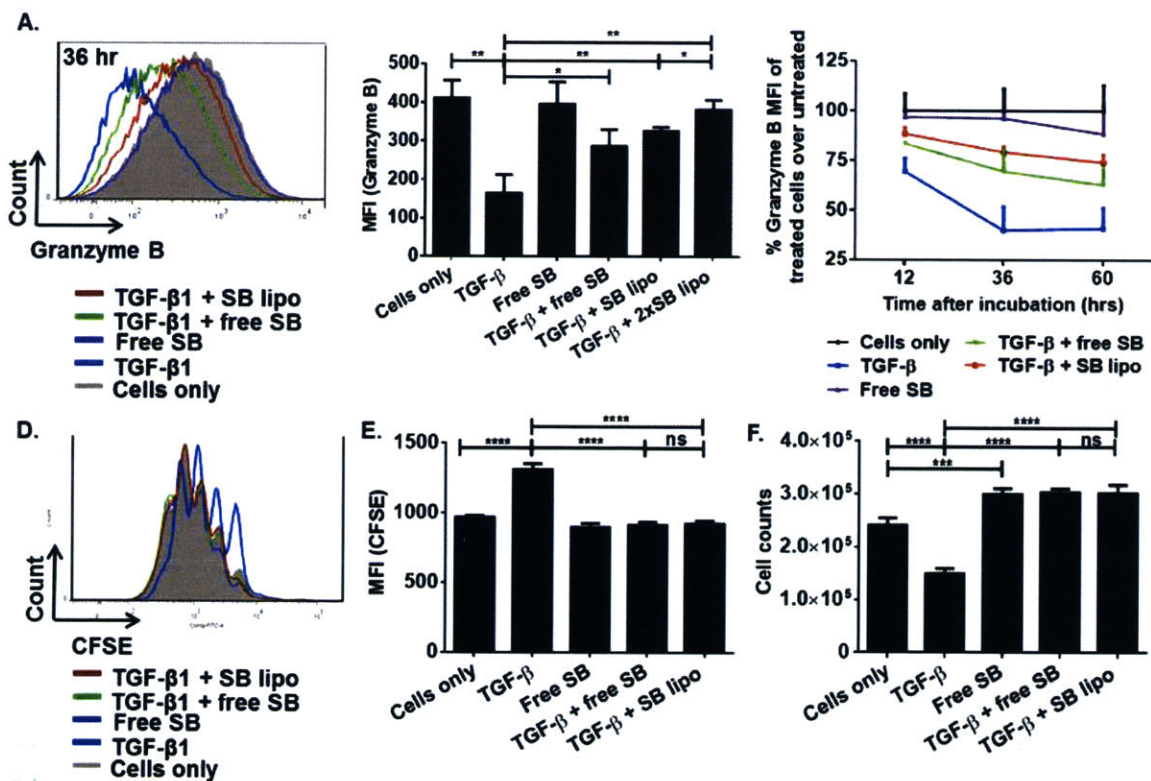 A.
36 hr
Count
0
10²
10³
10⁴
Granzyme B
TGF-β1 + SB lipo
TGF-β1 + free SB
Free SB
TGF-β1
Cells only
**
**
**
*
*
MFI (Granzyme B)
500
400
300
200
100
0
Cells only
TGF-β
Free SB
TGF-β + free SB
TGF-β + SB lipo
TGF-β + 2xSB lipo
% Granzyme B MFI of
treated cells over untreated
125
100
75
50
25
12
36
60
Time after incubation (hrs)
Cells only
TGF-β
Free SB
TGF-β + free SB
TGF-β + SB lipo
D.
Count
10³
10⁴
CFSE
TGF-β1 + SB lipo
TGF-β1 + free SB
Free SB
TGF-β1
Cells only
E.
****
****
****
ns
MFI (CFSE)
1500
1000
500
0
Cells only
TGF-β
Free SB
TGF-β + free SB
TGF-β + SB lipo
F.
****
****
****
ns
***
Cell counts
4.0×10⁵
3.0×10⁵
2.0×10⁵
1.0×10⁵
0
Cells only
TGF-β
Free SB
TGF-β + free SB
TGF-β + SB lipo